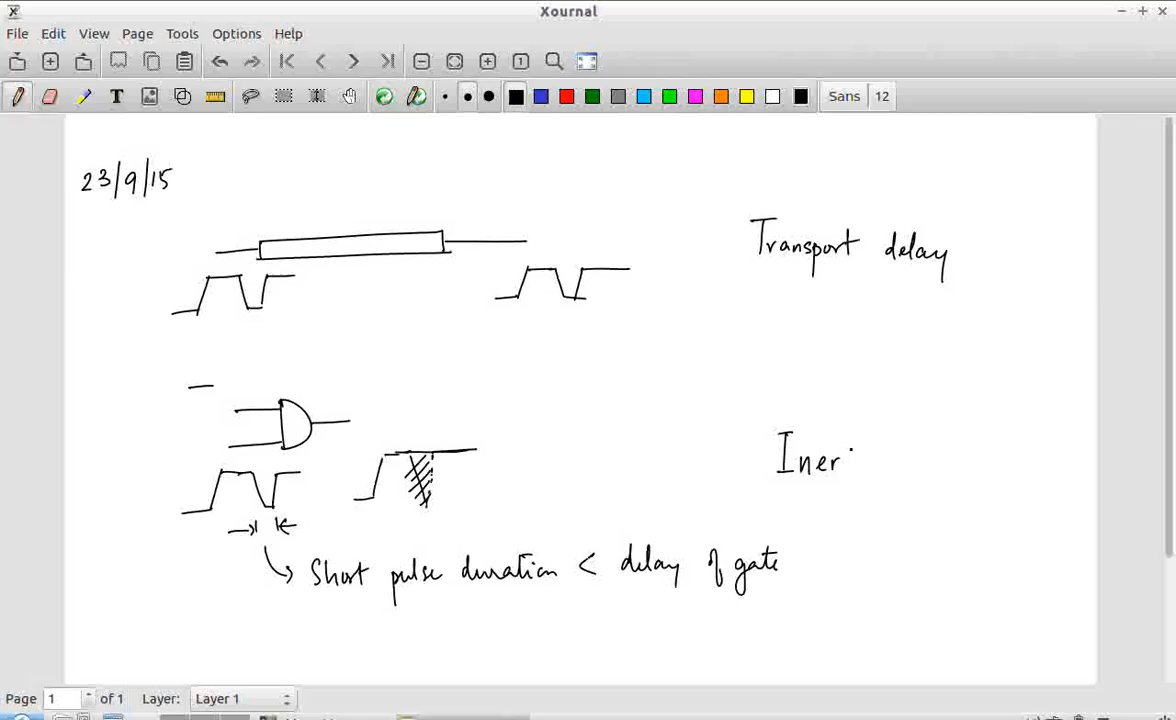 Xournal
File Edit View Page Tools Options Help
Sans 12
23/9/15
Transport delay
Iner
Short pulse duration < delay of gate
Page 1 of 1 Layer: Layer 1